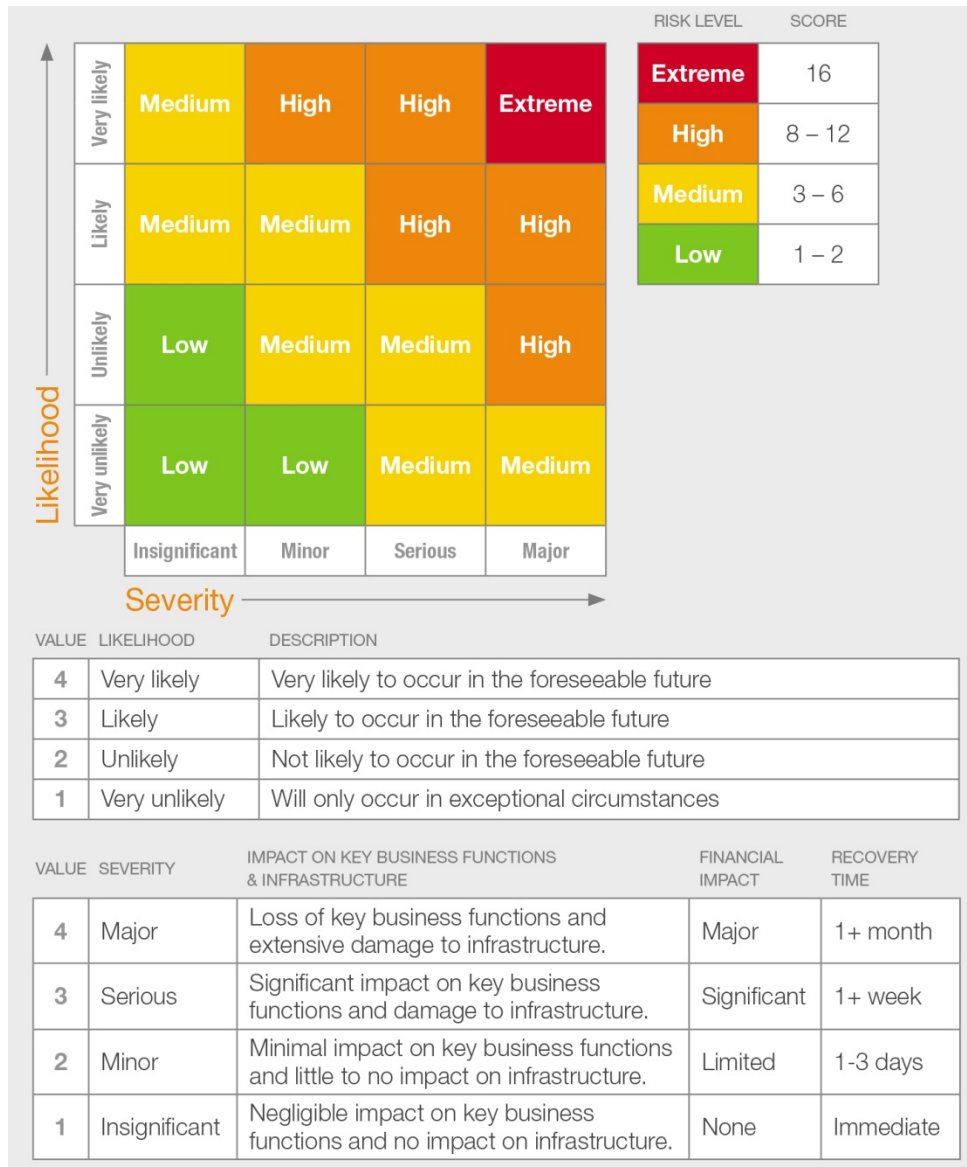 RISK LEVEL SCORE
Extreme 16
High 8 – 12
Medium 3 – 6
Low 1 – 2
Likelihood
Very likely Medium High High Extreme
Likely Medium Medium High High
Unlikely Low Medium Medium High
Very unlikely Low Low Medium Medium
Insignificant Minor Serious Major
Severity
VALUE LIKELIHOOD DESCRIPTION
4 Very likely Very likely to occur in the foreseeable future
3 Likely Likely to occur in the foreseeable future
2 Unlikely Not likely to occur in the foreseeable future
1 Very unlikely Will only occur in exceptional circumstances
VALUE SEVERITY IMPACT ON KEY BUSINESS FUNCTIONS
& INFRASTRUCTURE
FINANCIAL
IMPACT
RECOVERY
TIME
4 Major Loss of key business functions and
extensive damage to infrastructure.
Major 1+ month
3 Serious Significant impact on key business
functions and damage to infrastructure.
Significant 1+ week
2 Minor Minimal impact on key business functions
and little to no impact on infrastructure.
Limited 1-3 days
1 Insignificant Negligible impact on key business
functions and no impact on infrastructure.
None Immediate